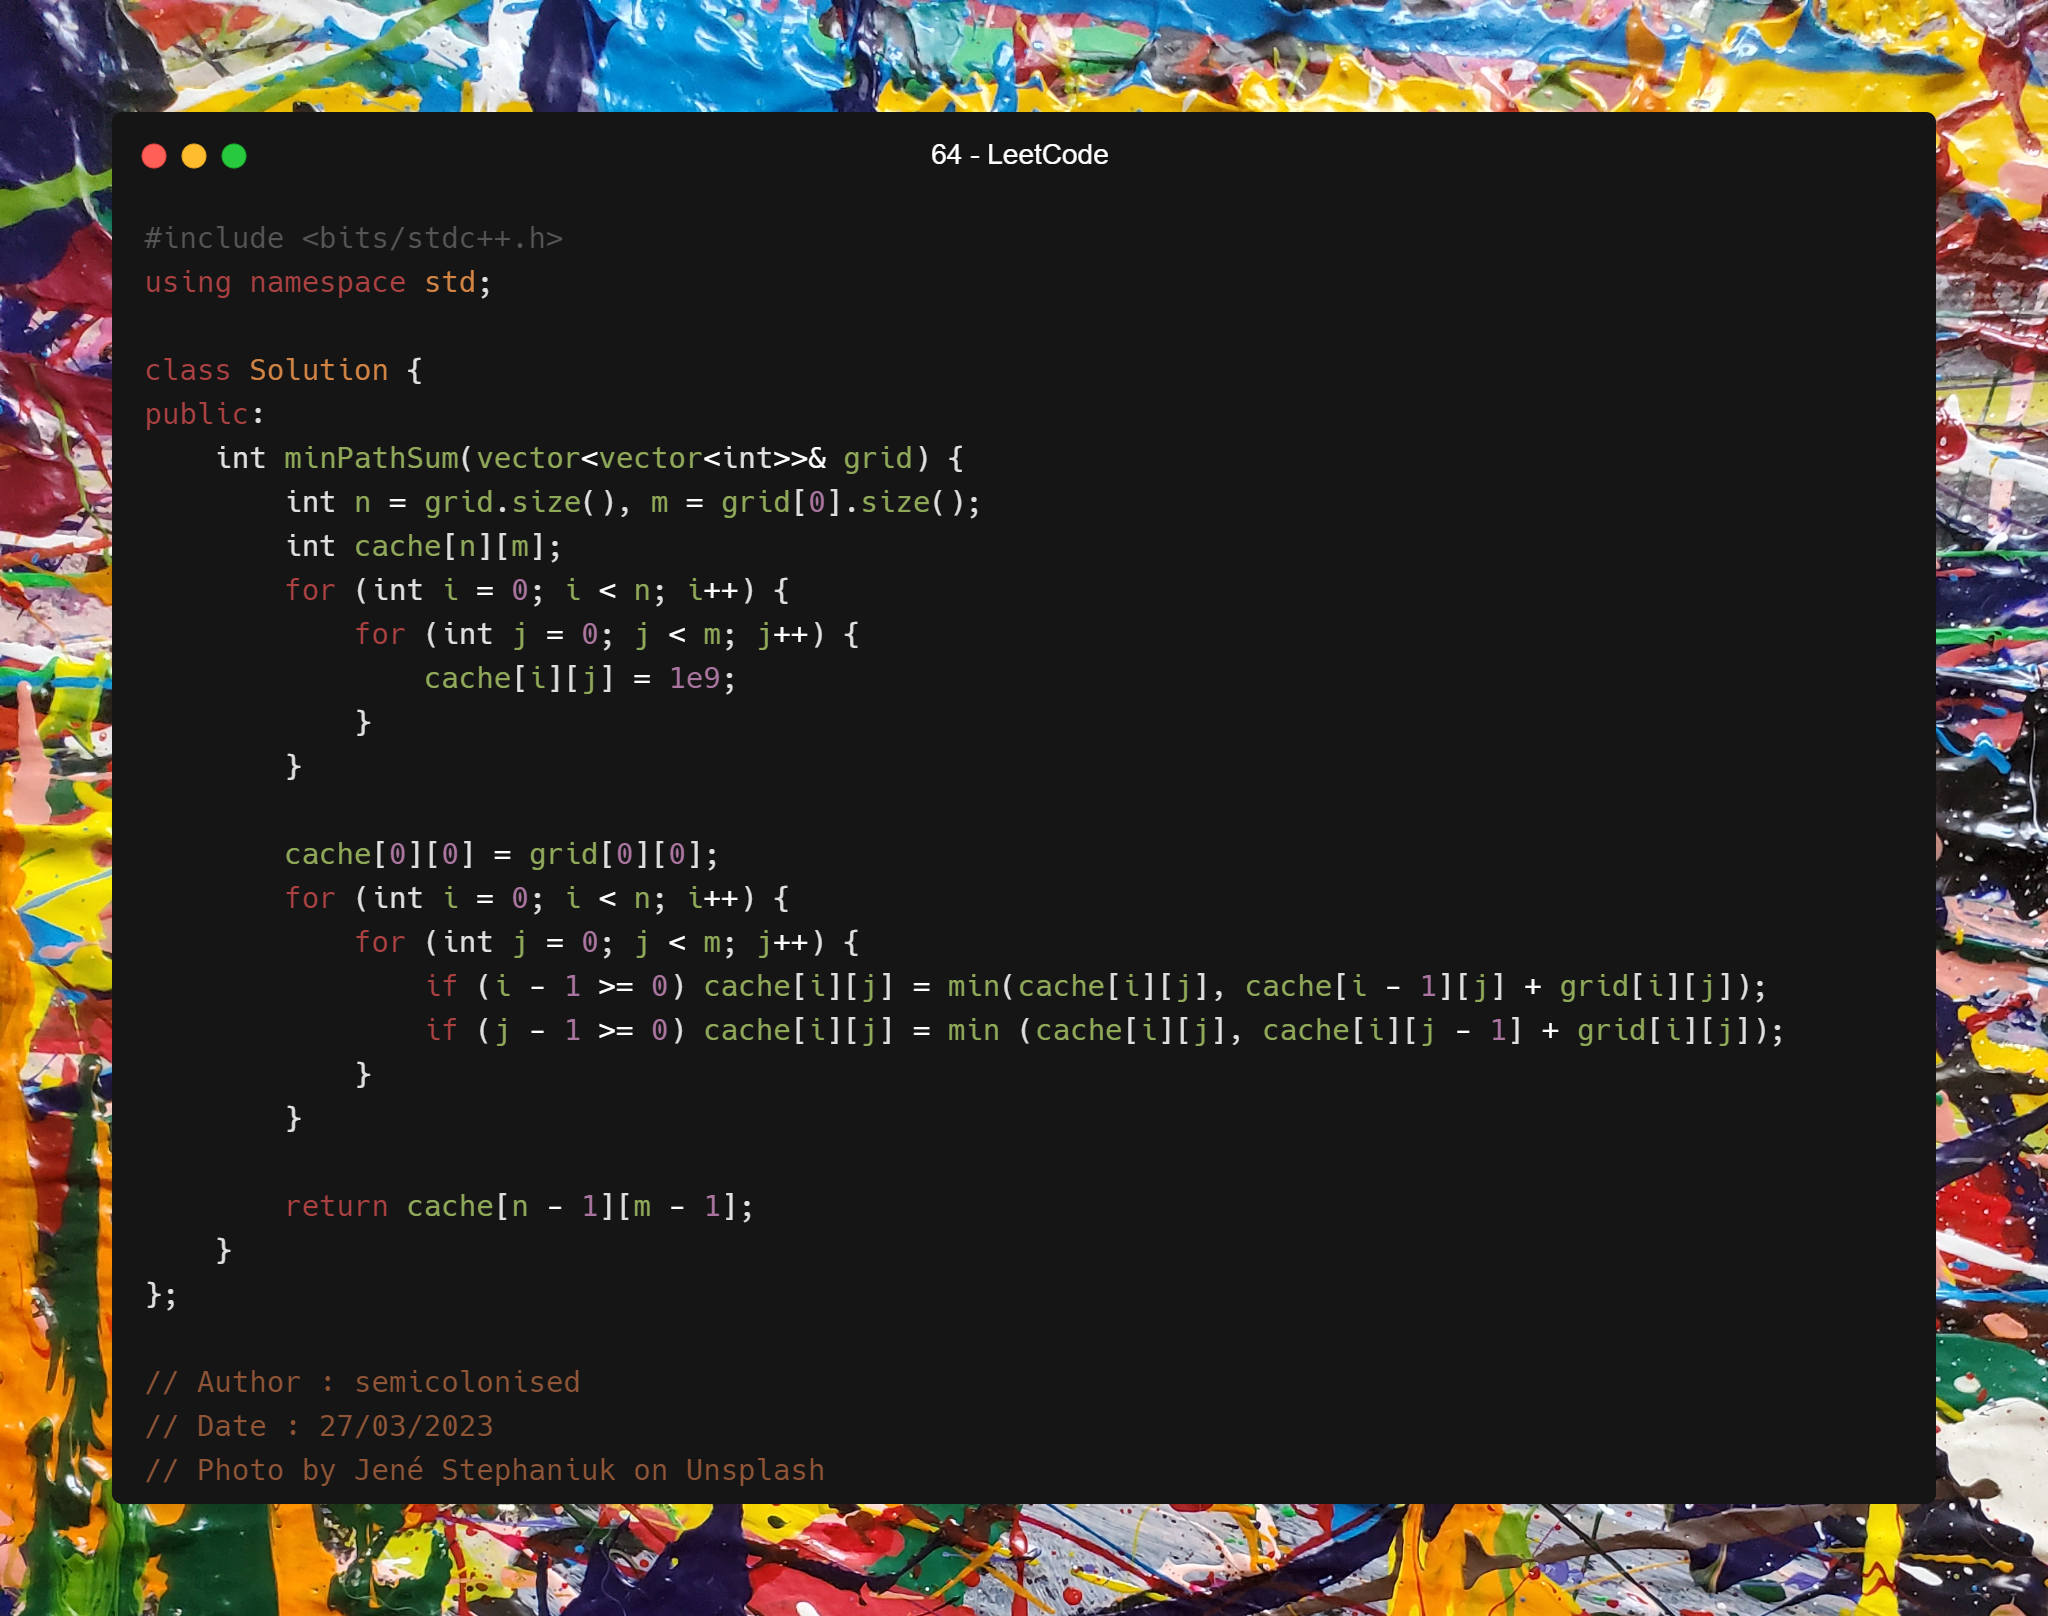 64 - LeetCode
#include <bits/stdc++.h>
using namespace std;

class Solution {
public:
    int minPathSum(vector<vector<int>>& grid) {
        int n = grid.size(), m = grid[0].size();
        int cache[n][m];
        for (int i = 0; i < n; i++) {
            for (int j = 0; j < m; j++) {
                cache[i][j] = 1e9;
            }
        }

        cache[0][0] = grid[0][0];
        for (int i = 0; i < n; i++) {
            for (int j = 0; j < m; j++) {
                if (i - 1 >= 0) cache[i][j] = min(cache[i][j], cache[i - 1][j] + grid[i][j]);
                if (j - 1 >= 0) cache[i][j] = min (cache[i][j], cache[i][j - 1] + grid[i][j]);
            }
        }

        return cache[n - 1][m - 1];
    }
};

// Author : semicolonised
// Date : 27/03/2023
// Photo by Jené Stephaniuk on Unsplash